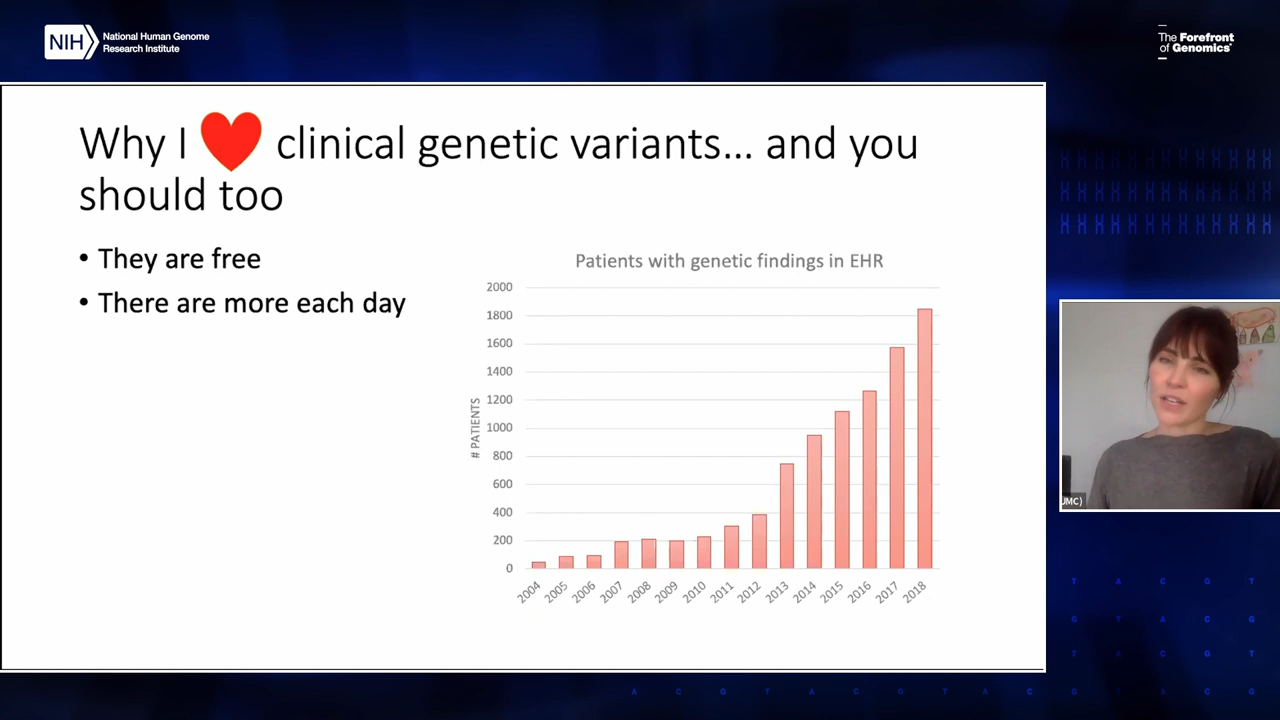 NIH
National Human Genome
Research Institute
The Forefront
of Genomics®
Why I ❤ clinical genetic variants... and you
should too
• They are free
• There are more each day
Patients with genetic findings in EHR
2000
1800
1600
1400
1200
1000
800
600
400
200
0
# PATIENTS
2004 2005 2006 2007 2008 2009 2010 2011 2012 2013 2014 2015 2016 2017 2018
UMC)
T A C G T
G T A C G
T A C G T
A C G T A C G T A C G T A C G